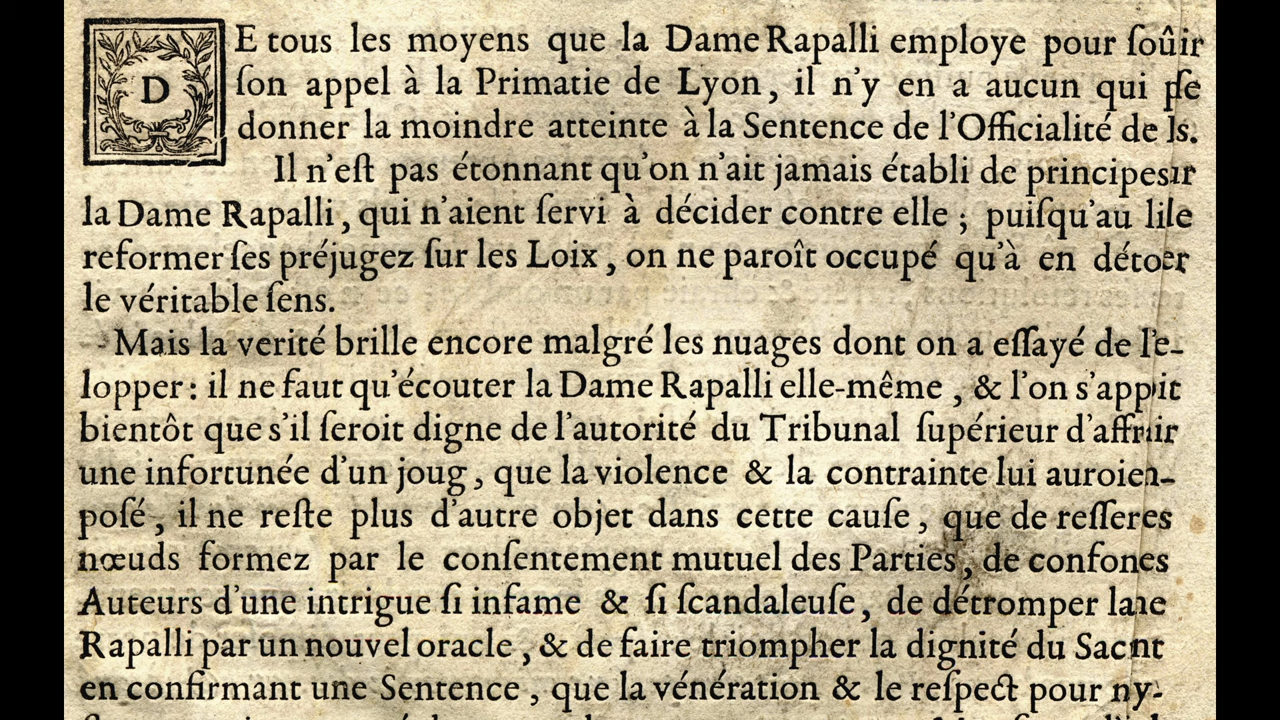 DE tous les moyens que la Dame Rapalli employe pour ſoûir
ſon appel à la Primatie de Lyon, il n'y en a aucun qui
donner la moindre atteinte à la Sentence de l'Officialité de
Il n'eſt pas étonnant qu'on n'ait jamais établi de principes
la Dame Rapalli, qui n'aient ſervi à décider contre elle ; puiſqu'au
reformer ſes préjugez ſur les Loix, on ne paroît occupé qu'à en
le véritable ſens.
Mais la verité brille encore malgré les nuages dont on a eſſayé de
lopper : il ne faut qu'écouter la Dame Rapalli elle-même, & l'on
bientôt que s'il ſeroit digne de l'autorité du Tribunal ſupérieur
une infortunée d'un joug, que la violence & la contrainte lui
poſé, il ne reſte plus d'autre objet dans cette cauſe, que de
nœuds formez par le conſentement mutuel des Parties, de
Auteurs d'une intrigue ſi infame & ſi ſcandaleuſe, de détromper
Rapalli par un nouvel oracle, & de faire triompher la dignité du
en confirmant une Sentence, que la vénération & le reſpect pour